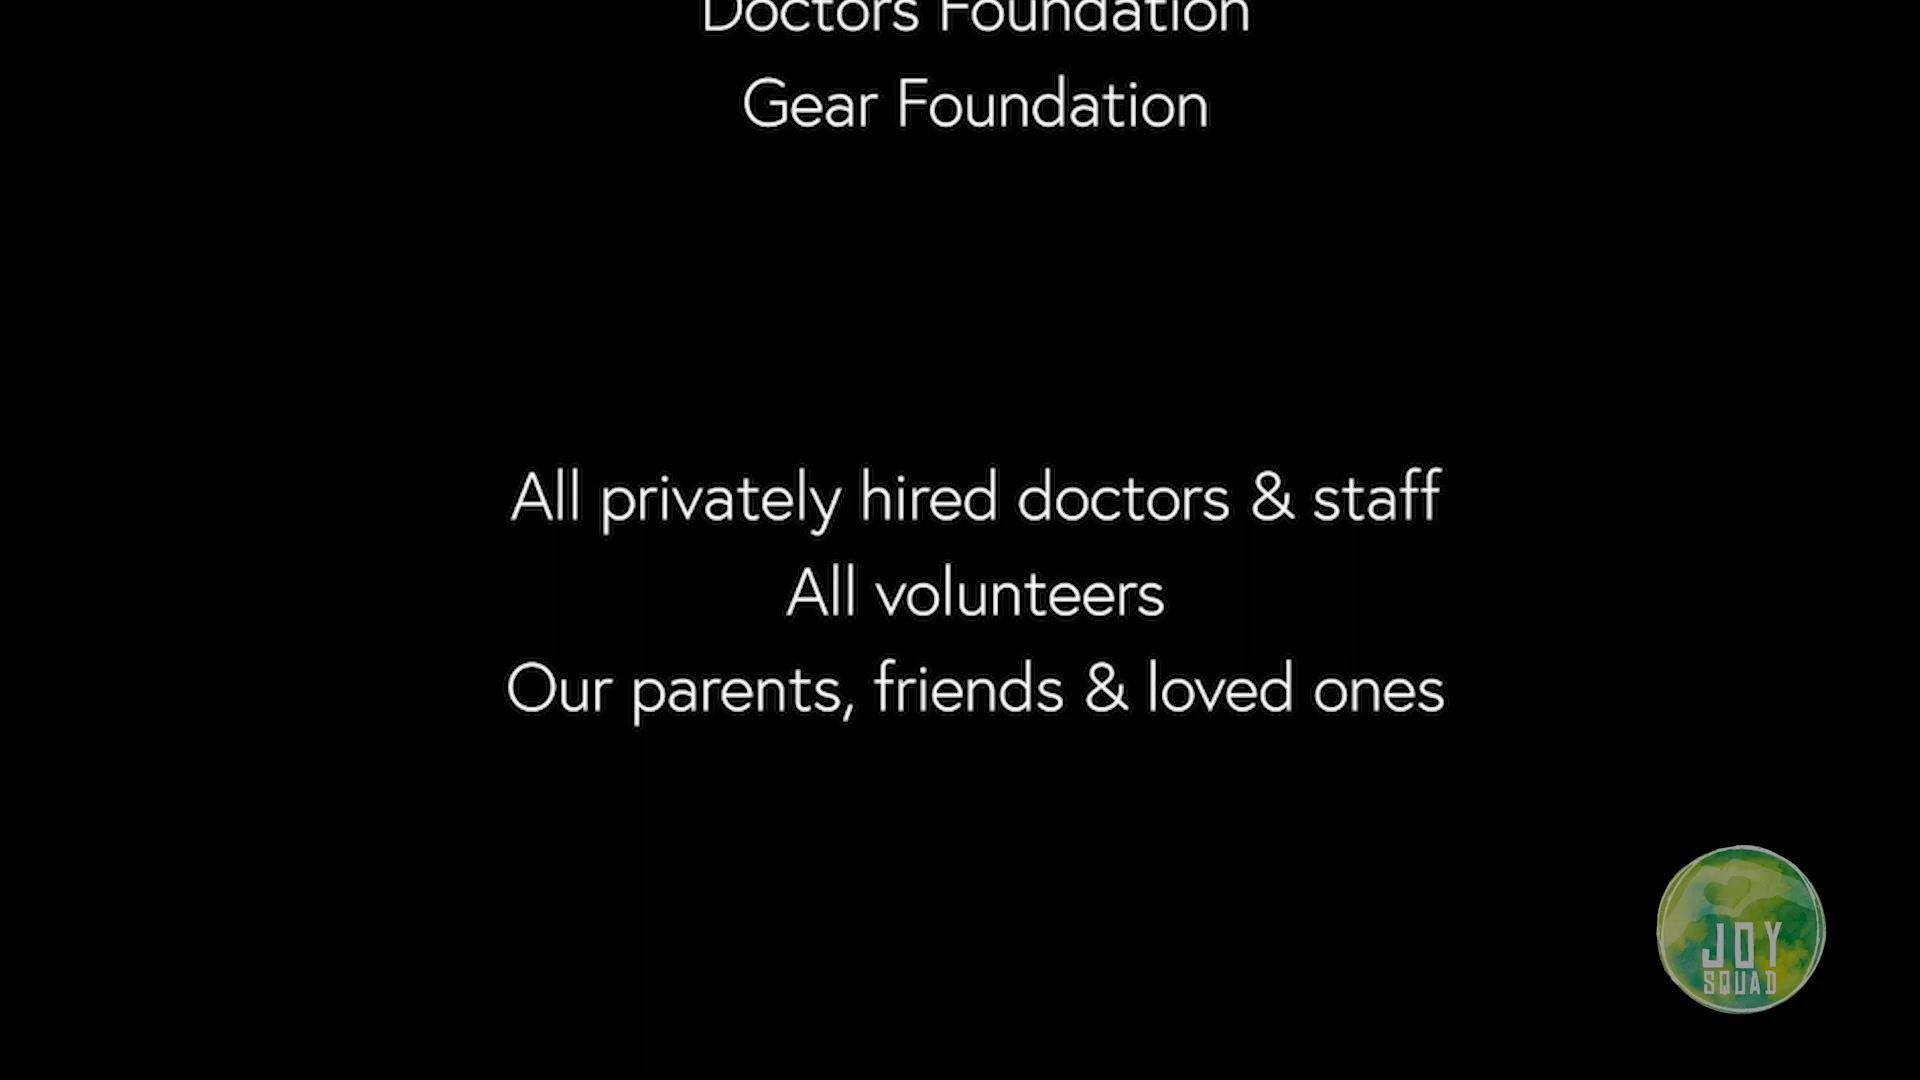 Doctors Foundation
Gear Foundation
All privately hired doctors & staff
All volunteers
Our parents, friends & loved ones
JOY
SQUAD